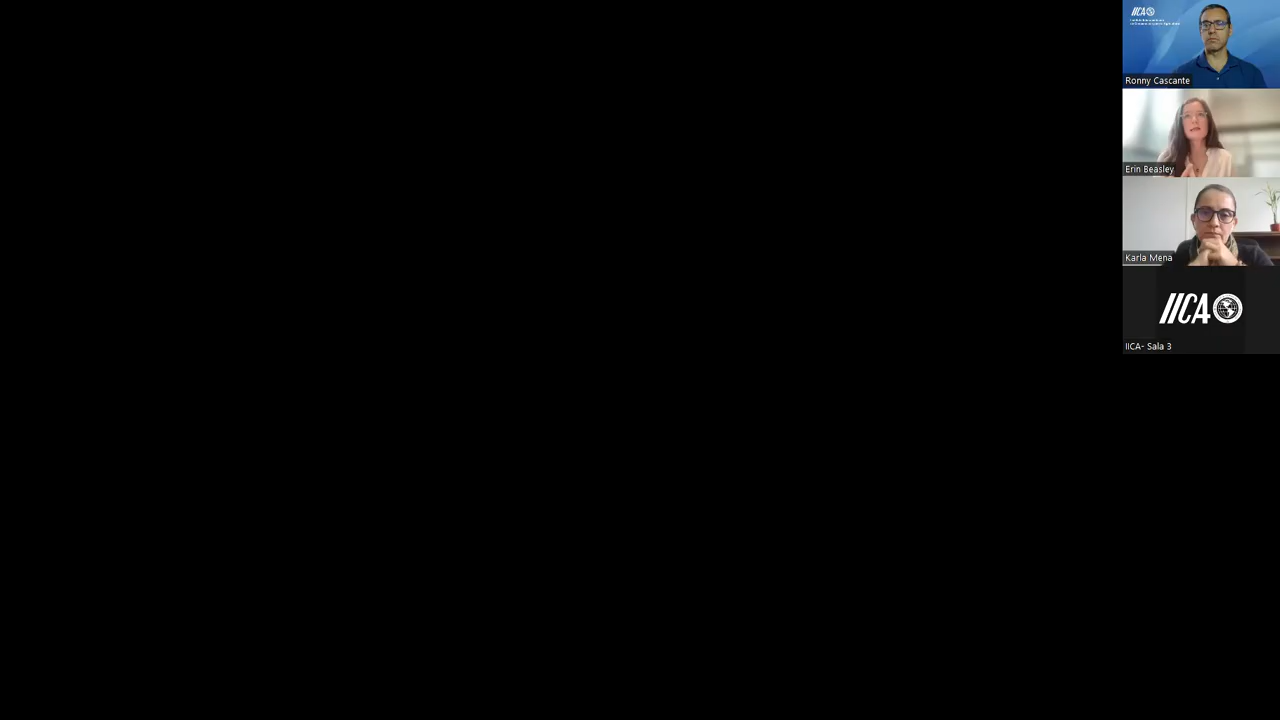 IICA
Ronny Cascante
Erin Beasley
Karla Mena
IICA
IICA- Sala 3